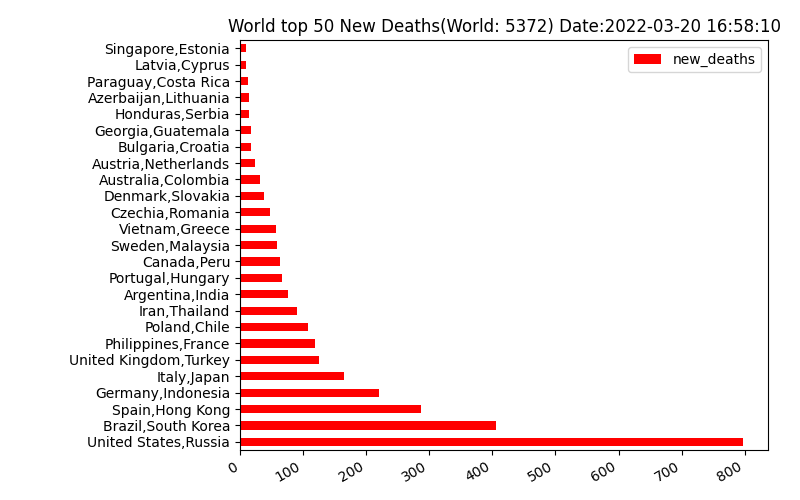 World top 50 New Deaths(World: 5372) Date:2022-03-20 16:58:10
new_deaths
Singapore,Estonia
Latvia,Cyprus
Paraguay,Costa Rica
Azerbaijan,Lithuania
Honduras,Serbia
Georgia,Guatemala
Bulgaria,Croatia
Austria,Netherlands
Australia,Colombia
Denmark,Slovakia
Czechia,Romania
Vietnam,Greece
Sweden,Malaysia
Canada,Peru
Portugal,Hungary
Argentina,India
Iran,Thailand
Poland,Chile
Philippines,France
United Kingdom,Turkey
Italy,Japan
Germany,Indonesia
Spain,Hong Kong
Brazil,South Korea
United States,Russia
0 100 200 300 400 500 600 700 800